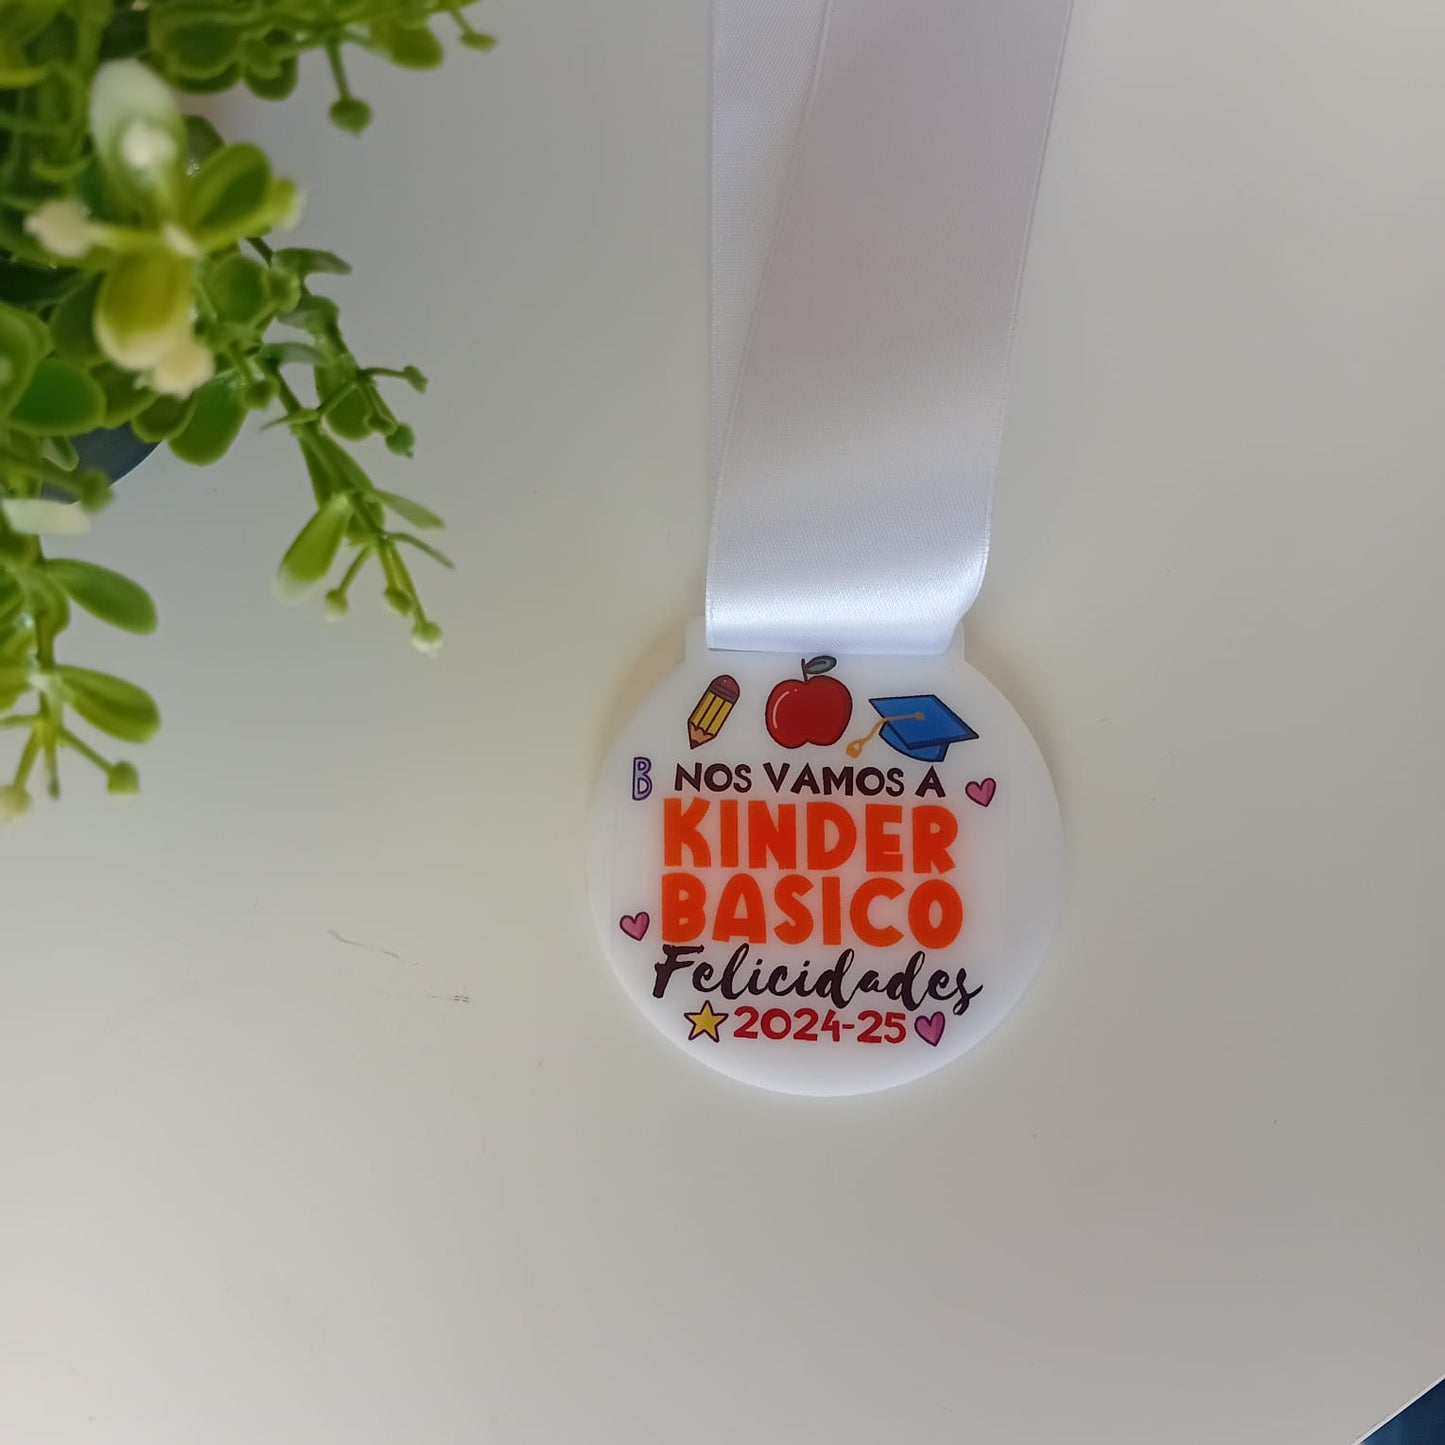 B NOS VAMOS A
KINDER
BASICO
Felicidades
2024-25